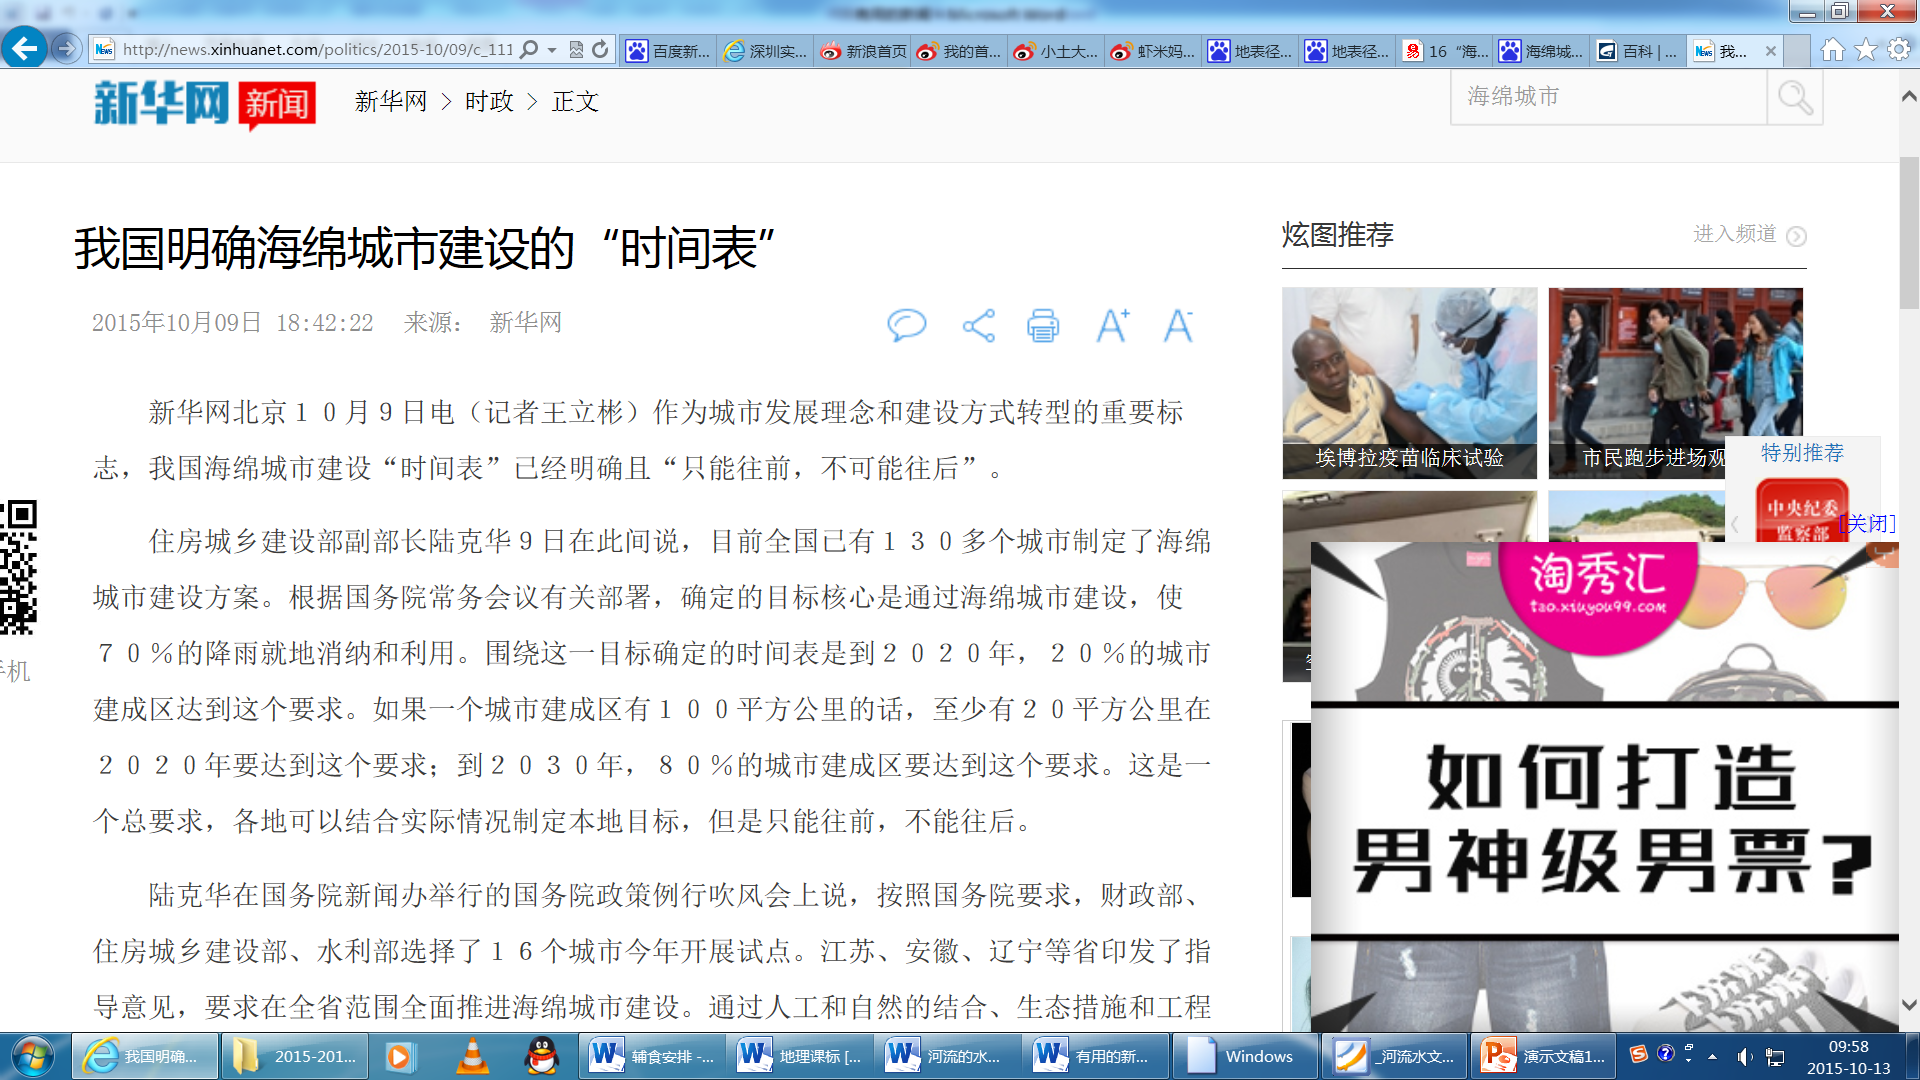 http://news.xinhuanet.com/politics/2015-10/09/c_111
百度新...
深圳实...
新浪首页
我的首...
小土大...
虾米妈...
地表径...
地表径...
16“海...
海绵城...
百科 | ...
我...
新华网 新闻
新华网 > 时政 > 正文
海绵城市
我国明确海绵城市建设的“时间表”
2015年10月09日 18:42:22 来源： 新华网
新华网北京１０月９日电（记者王立彬）作为城市发展理念和建设方式转型的重要标
志，我国海绵城市建设“时间表”已经明确且“只能往前，不可能往后”。
住房城乡建设部副部长陆克华９日在此间说，目前全国已有１３０多个城市制定了海绵
城市建设方案。根据国务院常务会议有关部署，确定的目标核心是通过海绵城市建设，使
７０％的降雨就地消纳和利用。围绕这一目标确定的时间表是到２０２０年，２０％的城市
建成区达到这个要求。如果一个城市建成区有１００平方公里的话，至少有２０平方公里在
２０２０年要达到这个要求；到２０３０年，８０％的城市建成区要达到这个要求。这是一
个总要求，各地可以结合实际情况制定本地目标，但是只能往前，不能往后。
陆克华在国务院新闻办举行的国务院政策例行吹风会上说，按照国务院要求，财政部、
住房城乡建设部、水利部选择了１６个城市今年开展试点。江苏、安徽、辽宁等省印发了指
导意见，要求在全省范围全面推进海绵城市建设。通过人工和自然的结合、生态措施和工程
手机
炫图推荐
进入频道
埃博拉疫苗临床试验
市民跑步进场观
特别推荐
中央纪委
监察部
[关闭]
淘秀汇
tao.xiuyou99.com
如何打造
男神级男票?
我国明确...
2015-201...
辅食安排 -...
地理课标 [...
河流的水...
有用的新...
Windows
_河流水文...
演示文稿1...
09:58
2015-10-13